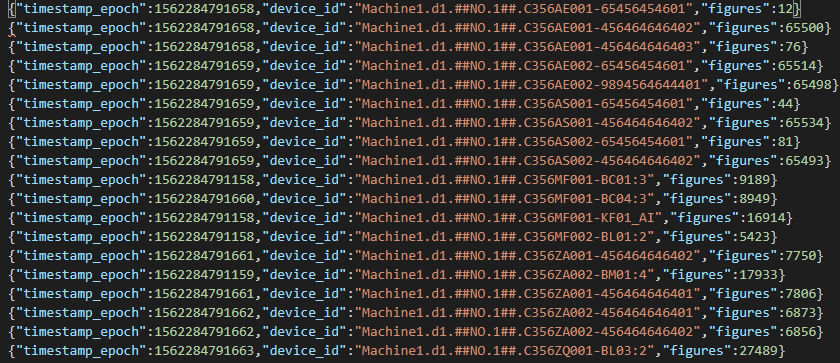 {"timestamp_epoch":1562284791658,"device_id":"Machine1.d1.##NO.1##.C356AE001-65456454601","figures":12}
{"timestamp_epoch":1562284791658,"device_id":"Machine1.d1.##NO.1##.C356AE001-456464646402","figures":65500}
{"timestamp_epoch":1562284791658,"device_id":"Machine1.d1.##NO.1##.C356AE001-456464646403","figures":76}
{"timestamp_epoch":1562284791659,"device_id":"Machine1.d1.##NO.1##.C356AE002-65456454601","figures":65514}
{"timestamp_epoch":1562284791659,"device_id":"Machine1.d1.##NO.1##.C356AE002-9894564644401","figures":65498}
{"timestamp_epoch":1562284791659,"device_id":"Machine1.d1.##NO.1##.C356AS001-65456454601","figures":44}
{"timestamp_epoch":1562284791659,"device_id":"Machine1.d1.##NO.1##.C356AS001-456464646402","figures":65534}
{"timestamp_epoch":1562284791659,"device_id":"Machine1.d1.##NO.1##.C356AS002-65456454601","figures":81}
{"timestamp_epoch":1562284791659,"device_id":"Machine1.d1.##NO.1##.C356AS002-456464646402","figures":65493}
{"timestamp_epoch":1562284791158,"device_id":"Machine1.d1.##NO.1##.C356MF001-BC01:3","figures":9189}
{"timestamp_epoch":1562284791660,"device_id":"Machine1.d1.##NO.1##.C356MF001-BC04:3","figures":8949}
{"timestamp_epoch":1562284791158,"device_id":"Machine1.d1.##NO.1##.C356MF001-KF01_AI","figures":16914}
{"timestamp_epoch":1562284791158,"device_id":"Machine1.d1.##NO.1##.C356MF002-BL01:2","figures":5423}
{"timestamp_epoch":1562284791661,"device_id":"Machine1.d1.##NO.1##.C356ZA001-456464646402","figures":7750}
{"timestamp_epoch":1562284791159,"device_id":"Machine1.d1.##NO.1##.C356ZA002-BM01:4","figures":17933}
{"timestamp_epoch":1562284791661,"device_id":"Machine1.d1.##NO.1##.C356ZA001-456464646401","figures":7806}
{"timestamp_epoch":1562284791662,"device_id":"Machine1.d1.##NO.1##.C356ZA002-456464646401","figures":6873}
{"timestamp_epoch":1562284791662,"device_id":"Machine1.d1.##NO.1##.C356ZA002-456464646402","figures":6856}
{"timestamp_epoch":1562284791663,"device_id":"Machine1.d1.##NO.1##.C356ZQ001-BL03:2","figures":27489}